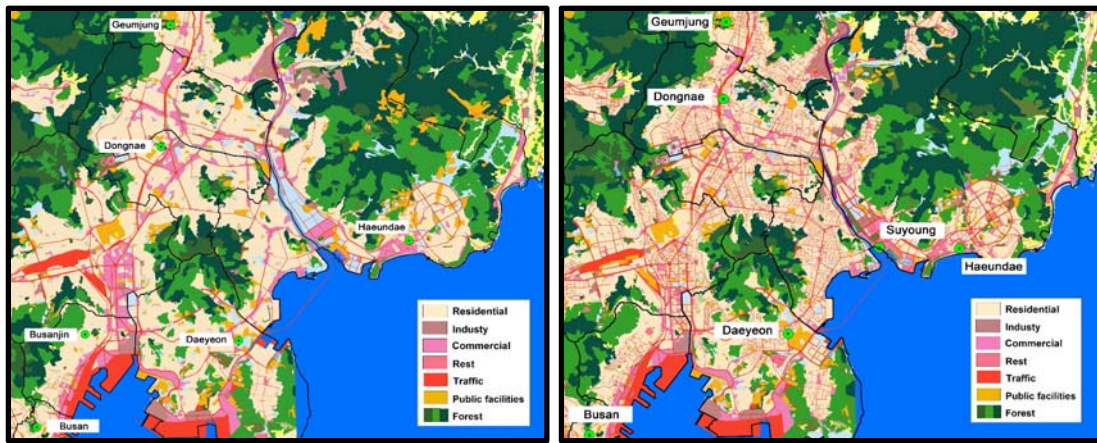 Geumjung
Dongnae
Haeundae
Busanjin
Daeyeon
Busan
Residential
Industy
Commercial
Rest
Traffic
Public facilities
Forest
Geumjung
Dongnae
Suyoung
Haeundae
Daeyeon
Busan
Residential
Industy
Commercial
Rest
Traffic
Public facilities
Forest